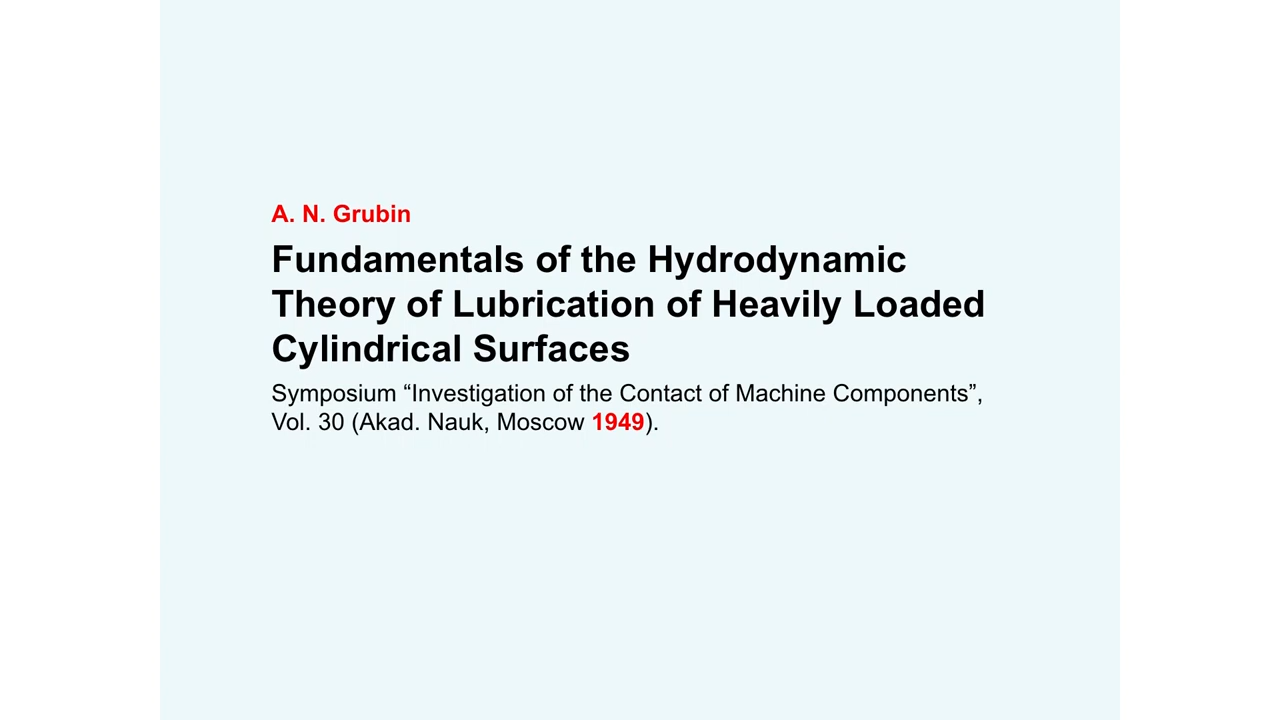 A. N. Grubin
Fundamentals of the Hydrodynamic
Theory of Lubrication of Heavily Loaded
Cylindrical Surfaces
Symposium “Investigation of the Contact of Machine Components”,
Vol. 30 (Akad. Nauk, Moscow 1949).